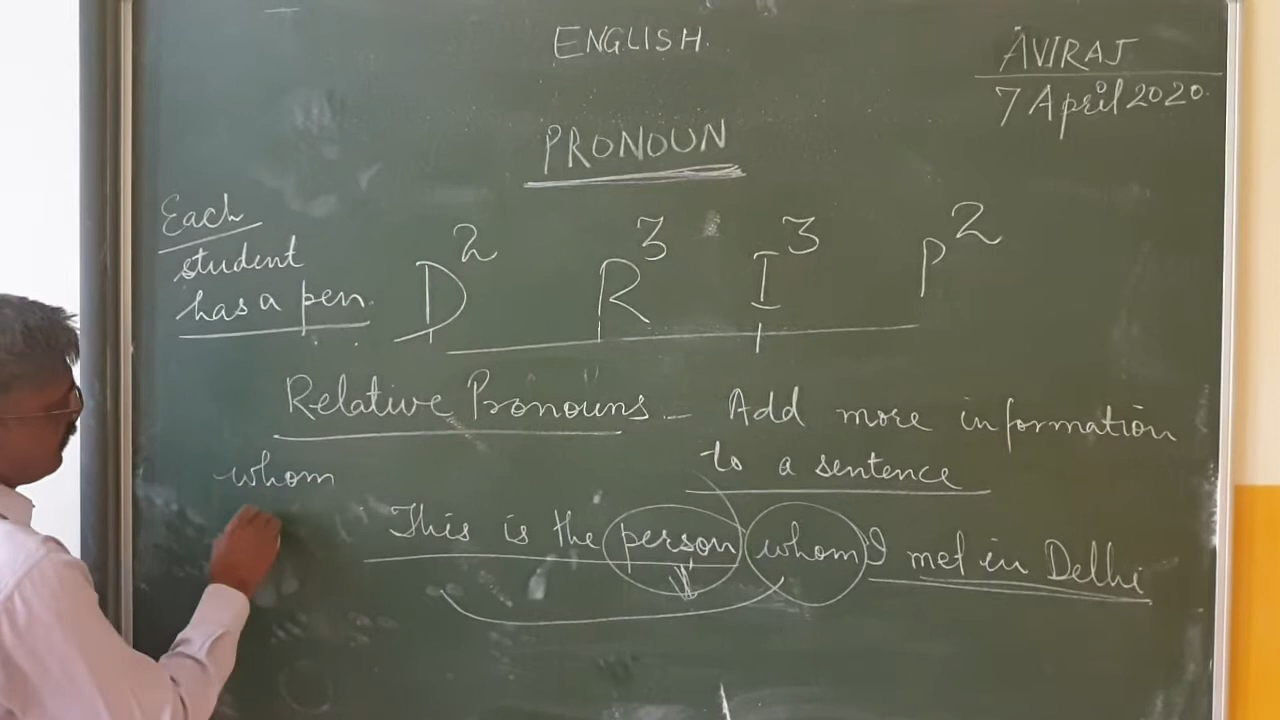 ENGLISH.
AVIRAJ
7 April 2020.
PRONOUN
Each
student
has a pen.
D² R³ I³ P²
Relative Pronouns - Add more information
to a sentence
whom
This is the person whom I met in Delhi